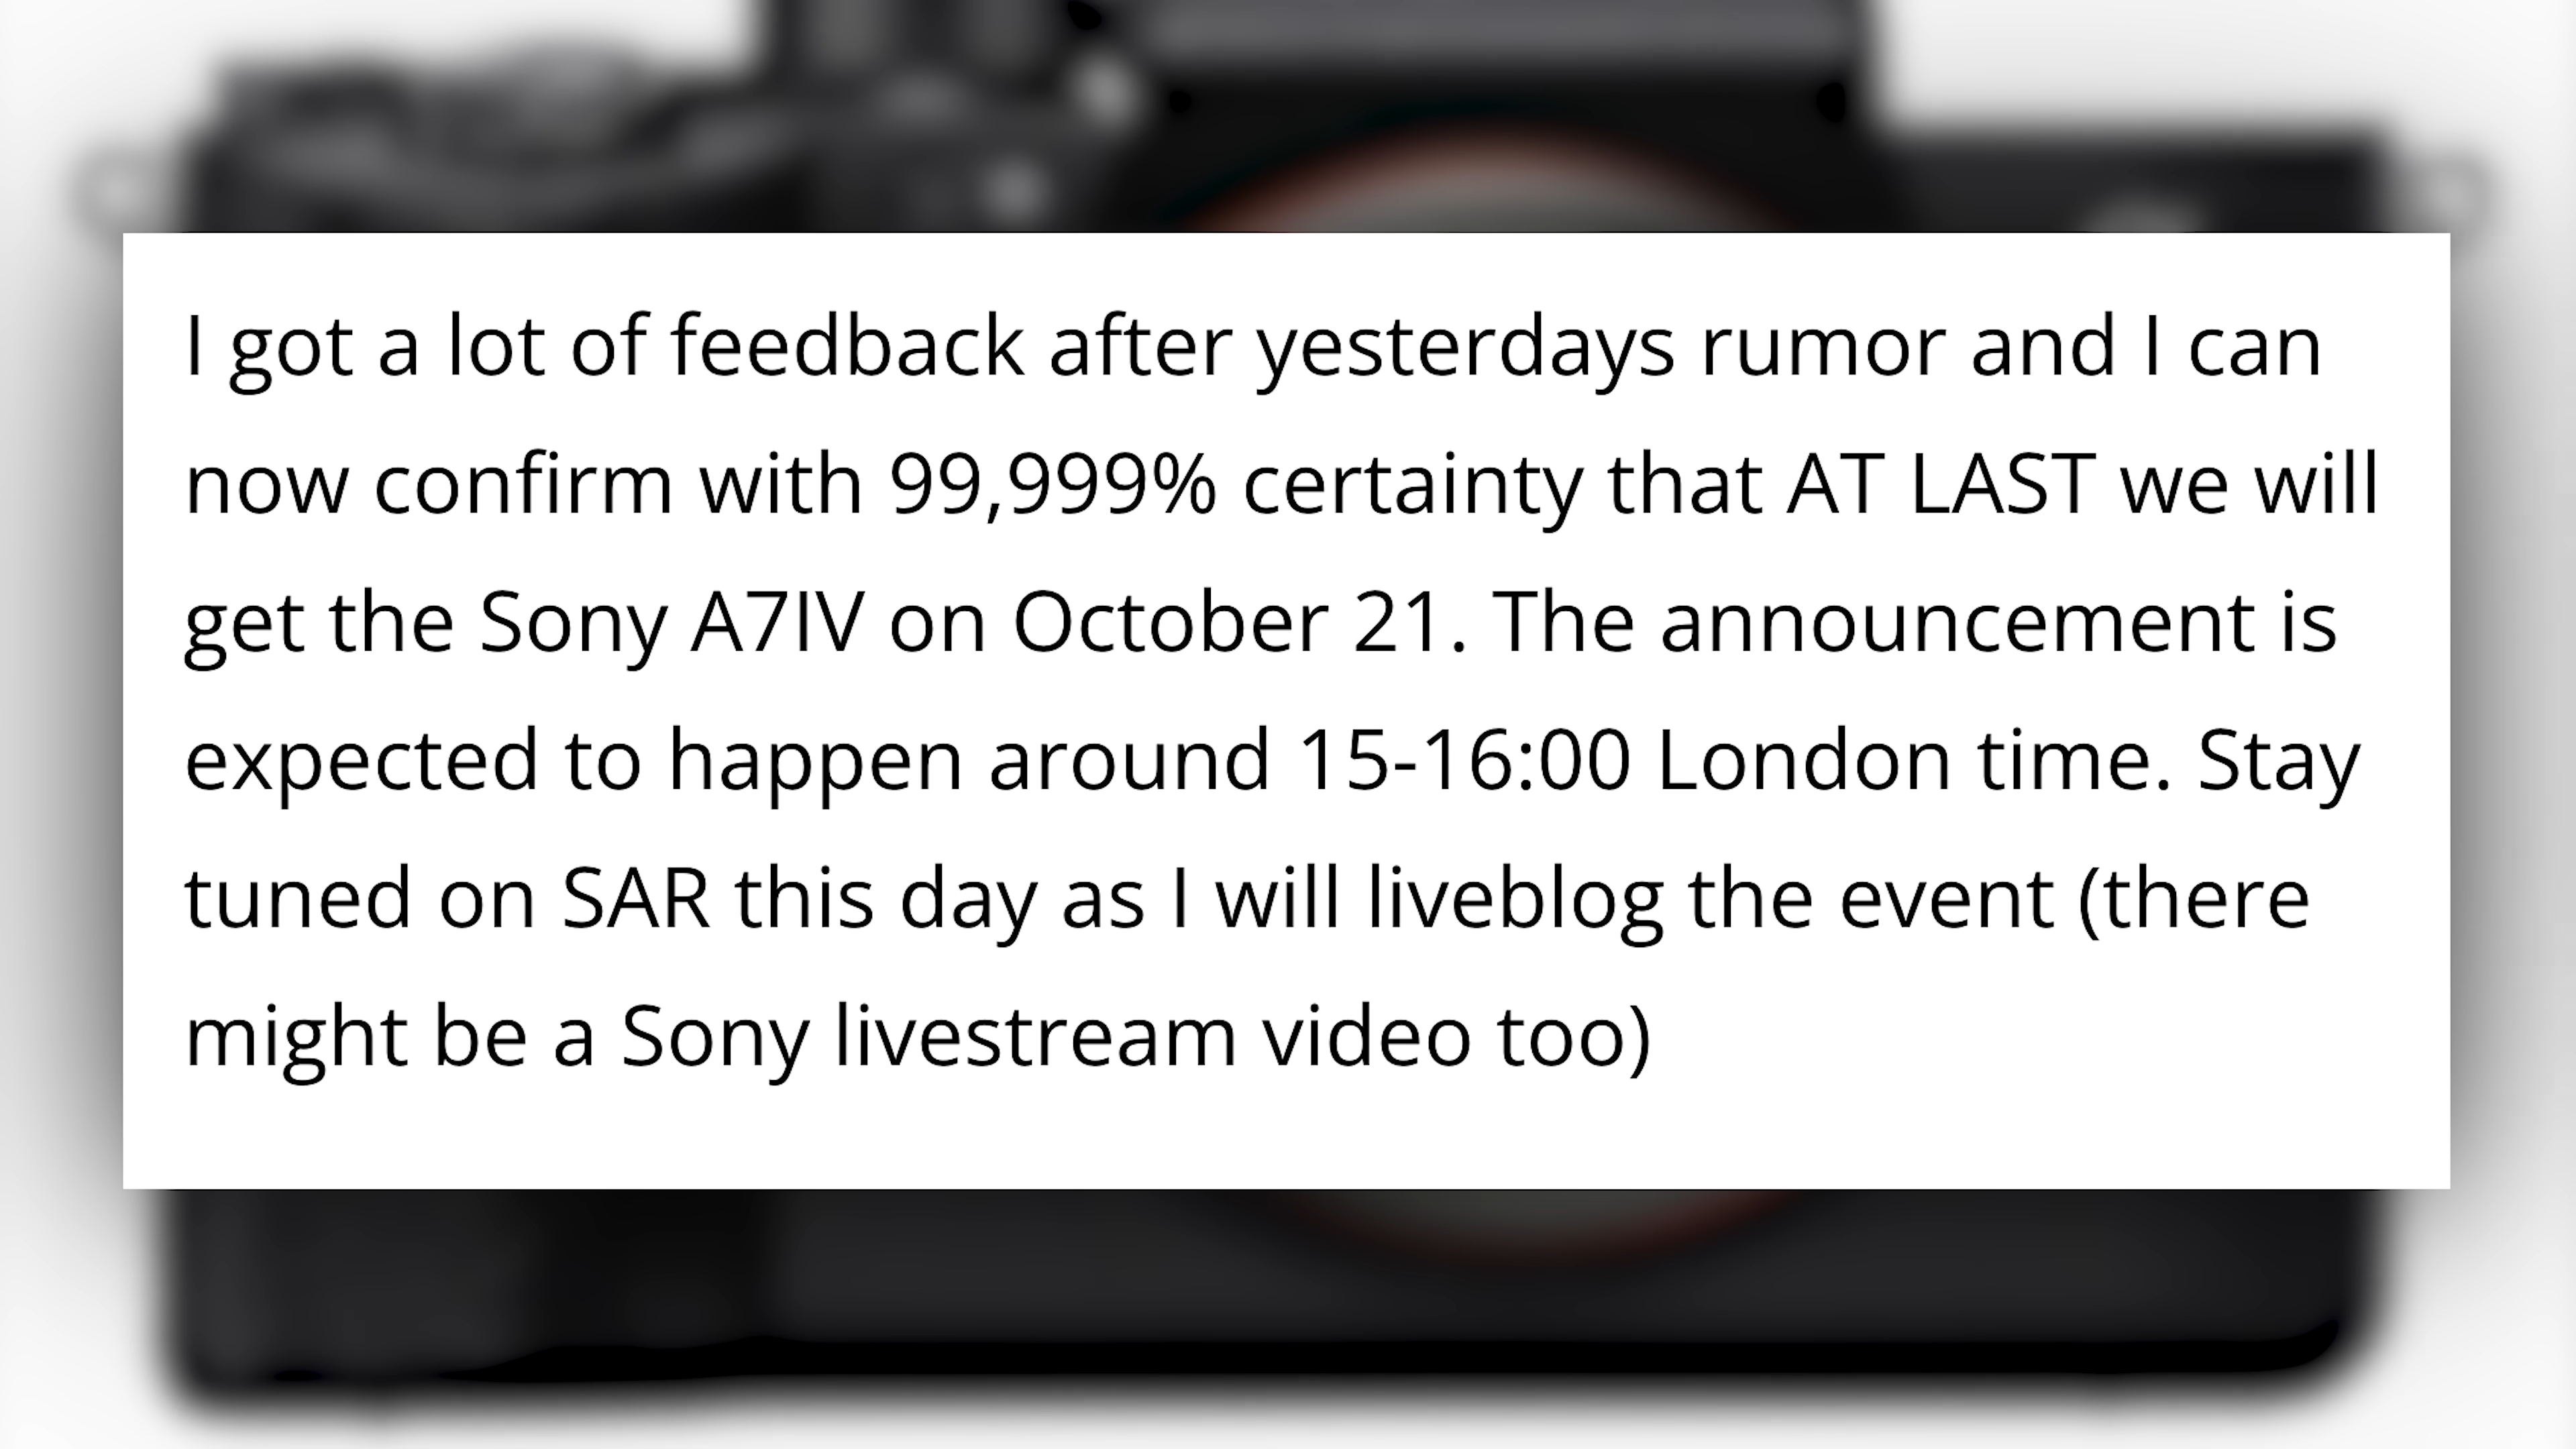 I got a lot of feedback after yesterdays rumor and I can
now confirm with 99,999% certainty that AT LAST we will
get the Sony A7IV on October 21. The announcement is
expected to happen around 15-16:00 London time. Stay
tuned on SAR this day as I will liveblog the event (there
might be a Sony livestream video too)